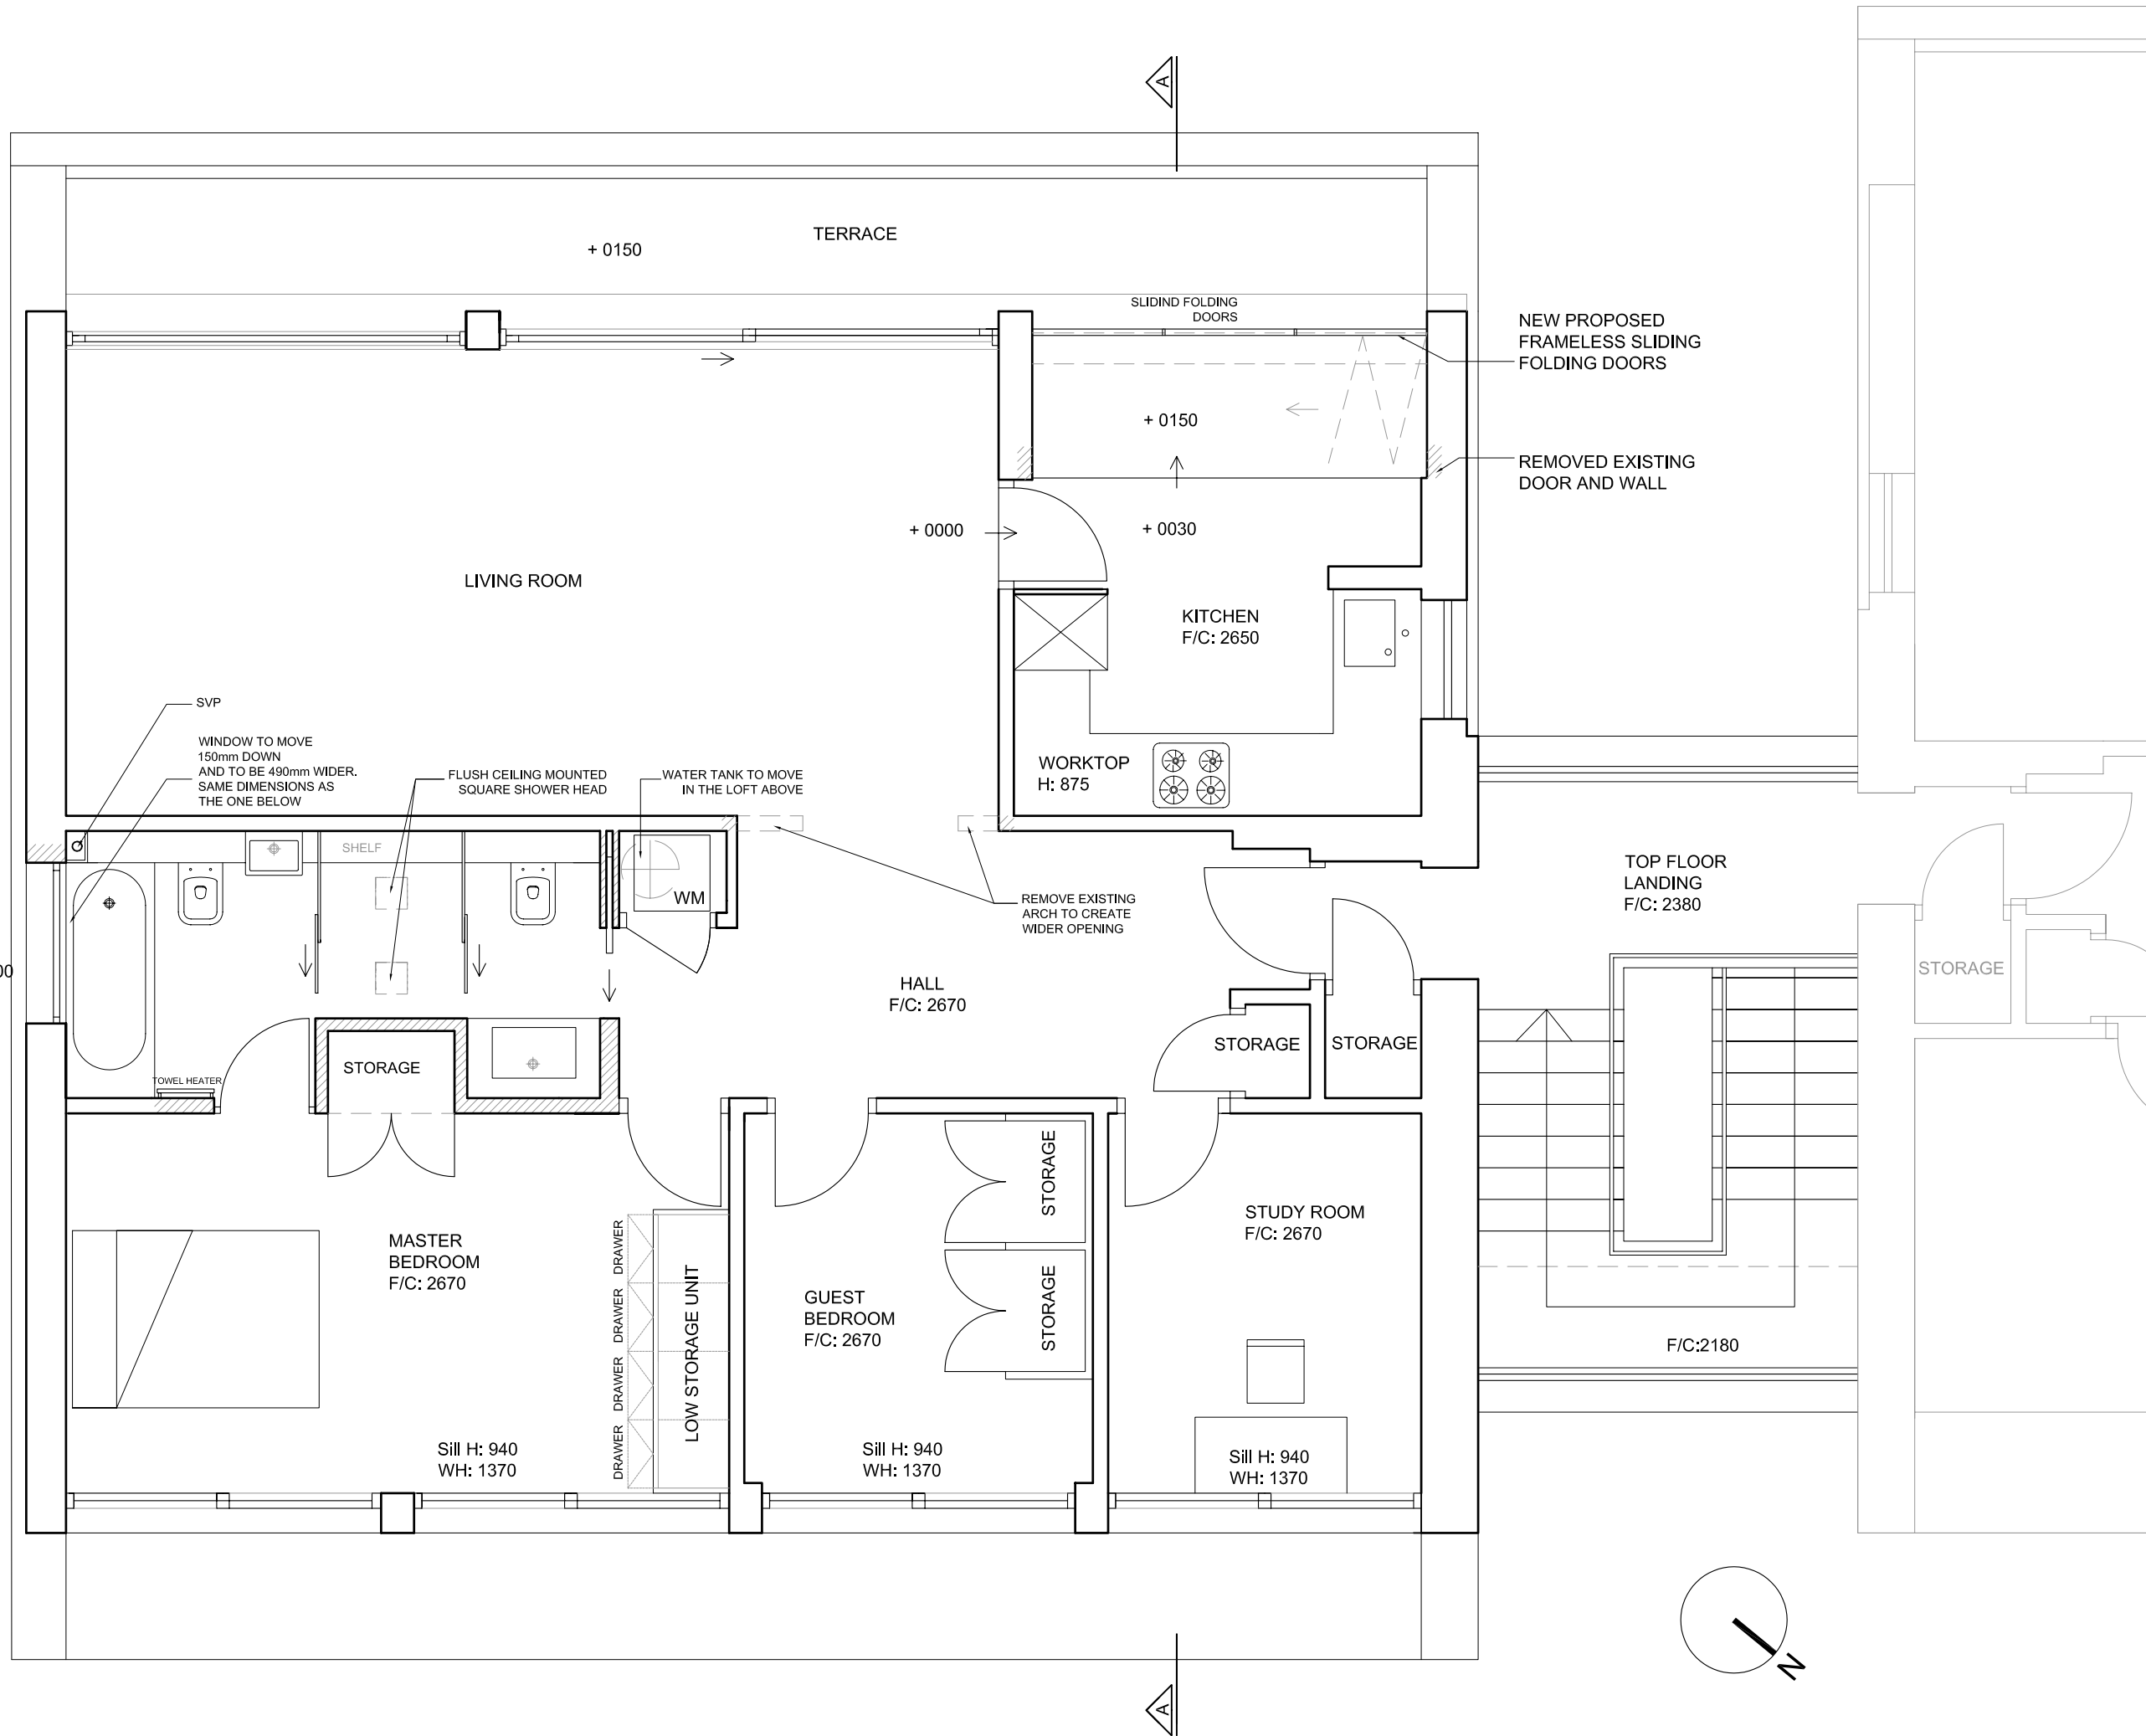 A
TERRACE
+ 0150
SLIDIND FOLDING
DOORS
NEW PROPOSED
FRAMELESS SLIDING
FOLDING DOORS
+ 0150
REMOVED EXISTING
DOOR AND WALL
+ 0000
+ 0030
LIVING ROOM
KITCHEN
F/C: 2650
SVP
WINDOW TO MOVE
150mm DOWN
AND TO BE 490mm WIDER.
SAME DIMENSIONS AS
THE ONE BELOW
FLUSH CEILING MOUNTED
SQUARE SHOWER HEAD
WATER TANK TO MOVE
IN THE LOFT ABOVE
WORKTOP
H: 875
SHELF
WM
REMOVE EXISTING
ARCH TO CREATE
WIDER OPENING
TOP FLOOR
LANDING
F/C: 2380
00
HALL
F/C: 2670
STORAGE
STORAGE
STORAGE
STORAGE
TOWEL HEATER
STORAGE
STORAGE
MASTER
BEDROOM
F/C: 2670
DRAWER
DRAWER
DRAWER
DRAWER
LOW STORAGE UNIT
GUEST
BEDROOM
F/C: 2670
STUDY ROOM
F/C: 2670
F/C:2180
Sill H: 940
WH: 1370
Sill H: 940
WH: 1370
Sill H: 940
WH: 1370
N
A